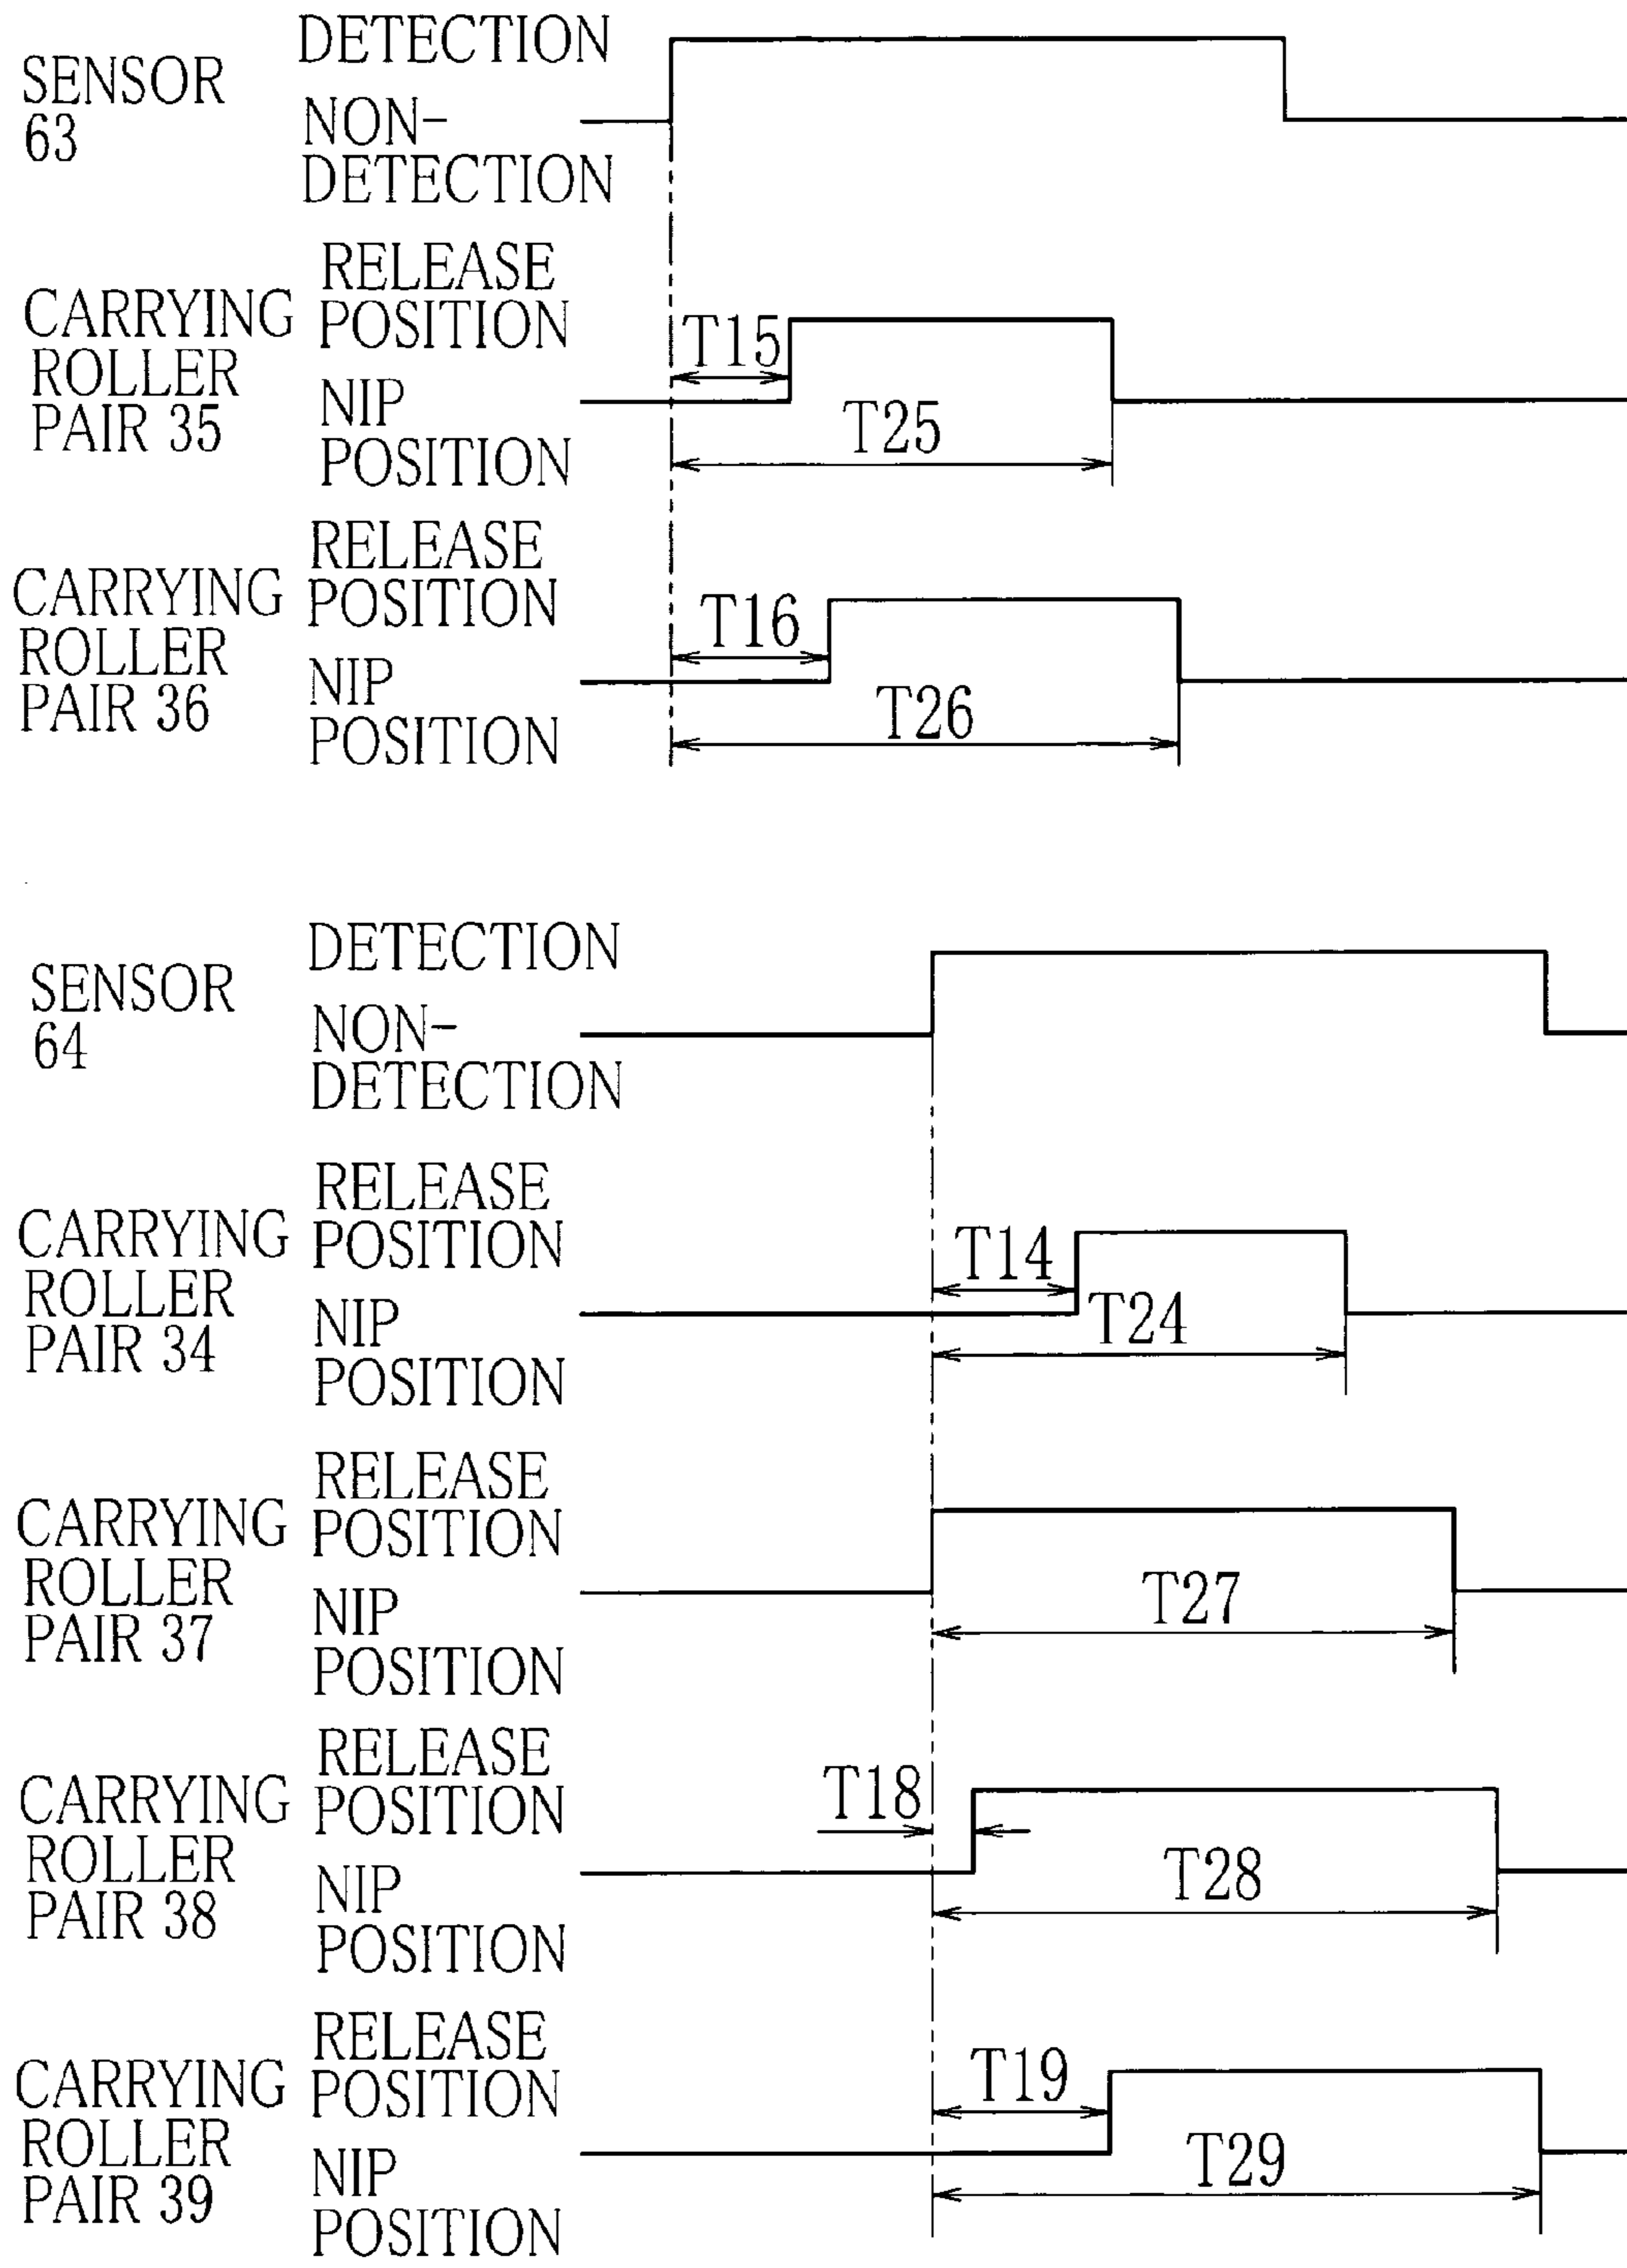 SENSOR
63
DETECTION
NON-
DETECTION
CARRYING
ROLLER
PAIR 35
RELEASE
POSITION
NIP
POSITION
T15
T25
CARRYING
ROLLER
PAIR 36
RELEASE
POSITION
NIP
POSITION
T16
T26
SENSOR
64
DETECTION
NON-
DETECTION
CARRYING
ROLLER
PAIR 34
RELEASE
POSITION
NIP
POSITION
T14
T24
CARRYING
ROLLER
PAIR 37
RELEASE
POSITION
NIP
POSITION
T27
CARRYING
ROLLER
PAIR 38
RELEASE
POSITION
NIP
POSITION
T18
T28
CARRYING
ROLLER
PAIR 39
RELEASE
POSITION
NIP
POSITION
T19
T29